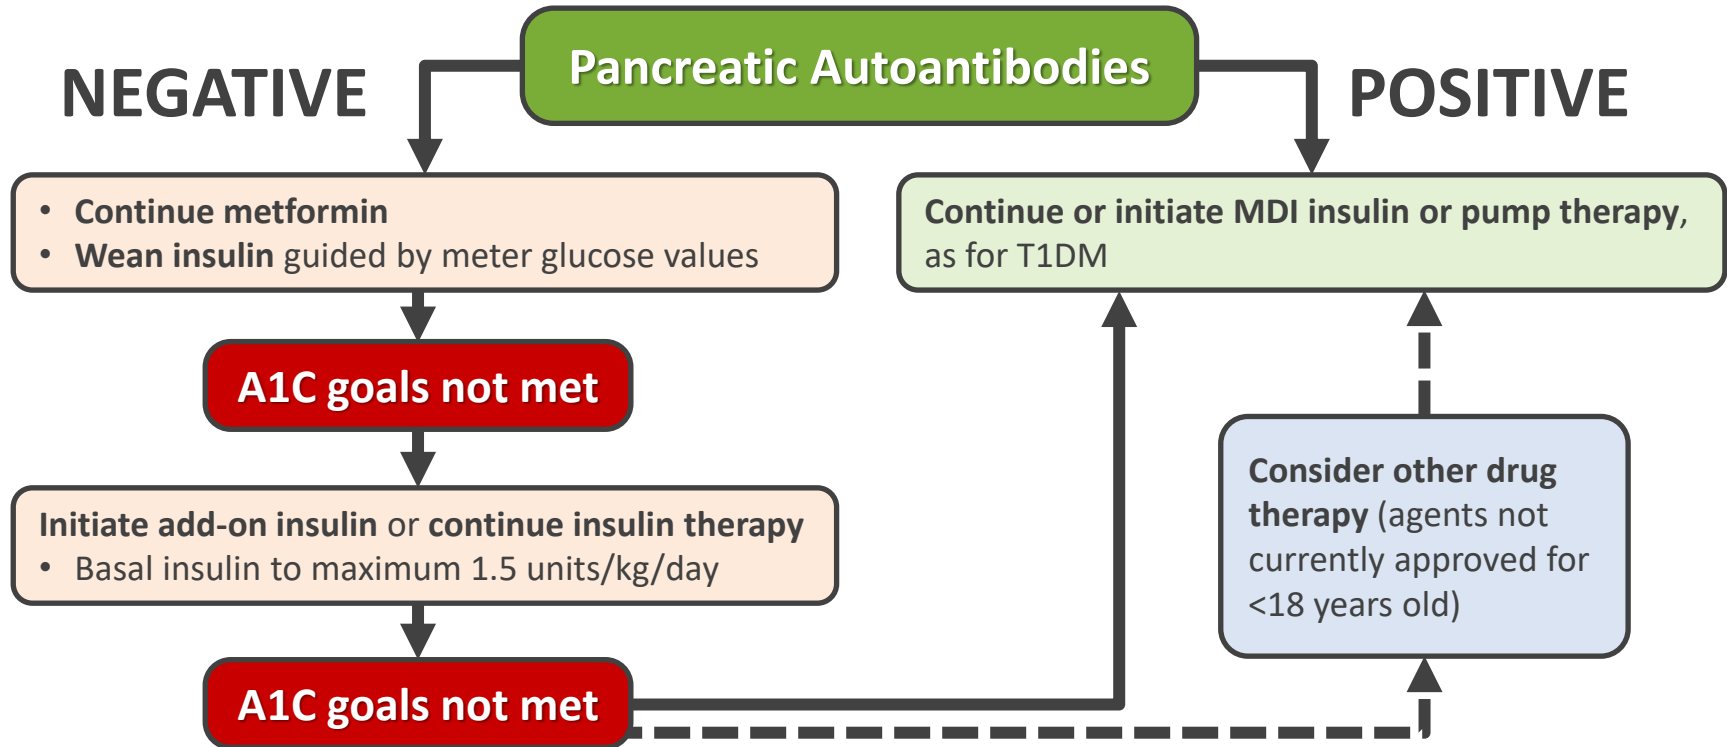 Pancreatic Autoantibodies
NEGATIVE
POSITIVE
• Continue metformin
• Wean insulin guided by meter glucose values
Continue or initiate MDI insulin or pump therapy,
as for T1DM
A1C goals not met
Initiate add-on insulin or continue insulin therapy
• Basal insulin to maximum 1.5 units/kg/day
A1C goals not met
Consider other drug
therapy (agents not
currently approved for
<18 years old)